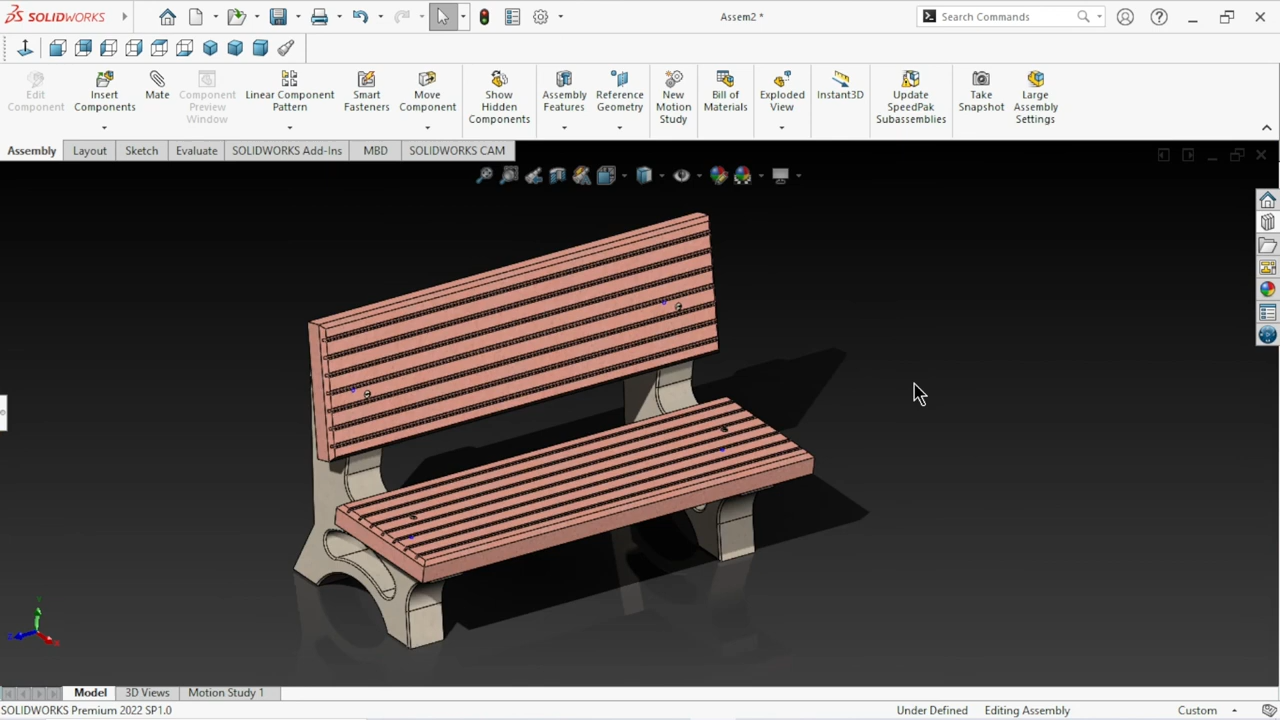 SOLIDWORKS
Assem2 *
Search Commands
Edit
Component
Insert
Components
Mate
Component
Preview
Window
Linear Component
Pattern
Smart
Fasteners
Move
Component
Show
Hidden
Components
Assembly
Features
Reference
Geometry
New
Motion
Study
Bill of
Materials
Exploded
View
Instant3D
Update
SpeedPak
Subassemblies
Take
Snapshot
Large
Assembly
Settings
Assembly
Layout
Sketch
Evaluate
SOLIDWORKS Add-Ins
MBD
SOLIDWORKS CAM
Model
3D Views
Motion Study 1
SOLIDWORKS Premium 2022 SP1.0
Under Defined
Editing Assembly
Custom